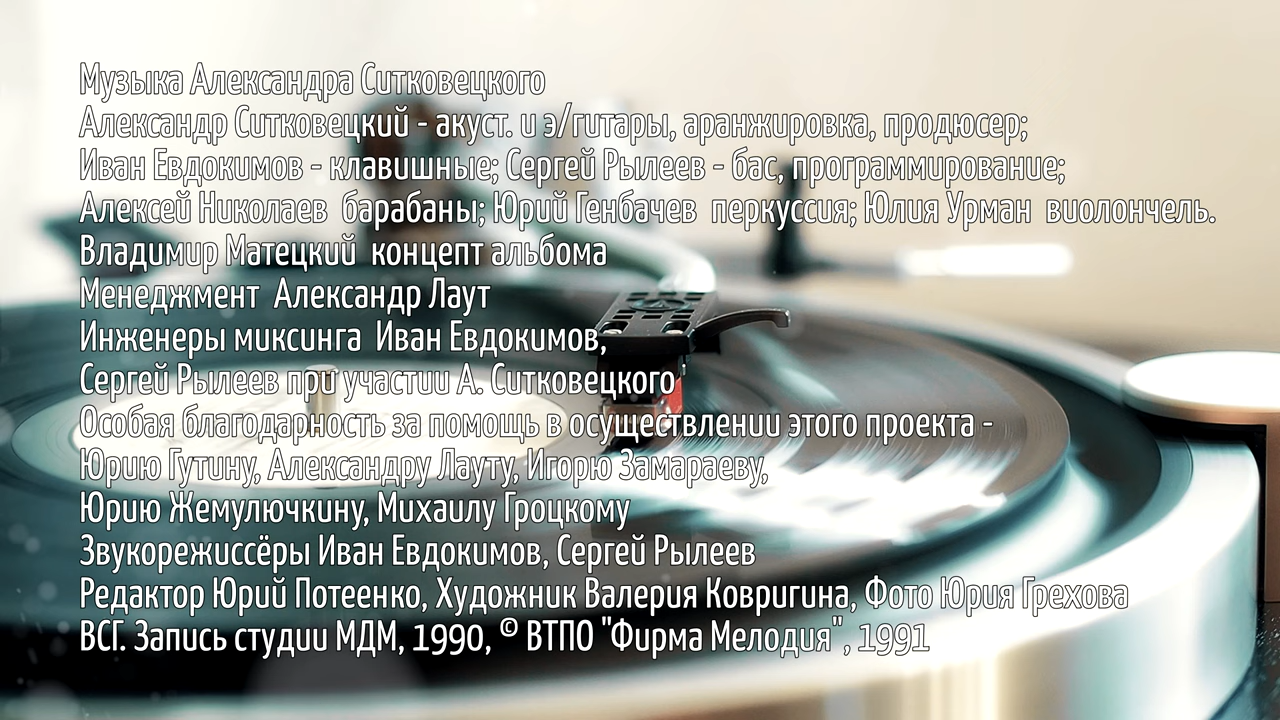 Музыка Александра Ситковецкого
Александр Ситковецкий - акуст. и э/гитары, аранжировка, продюсер;
Иван Евдокимов - клавишные; Сергей Рылеев - бас, программирование;
Алексей Николаев  барабаны; Юрий Генбачев  перкуссия; Юлия Урман  виолончель.
Владимир Матецкий  концепт альбома
Менеджмент  Александр Лаут
Инженеры миксинга  Иван Евдокимов,
Сергей Рылеев при участии А. Ситковецкого
Особая благодарность за помощь в осуществлении этого проекта -
Юрию Гутину, Александру Лауту, Игорю Замараеву,
Юрию Жемулючкину, Михаилу Гроцкому
Звукорежиссёры Иван Евдокимов, Сергей Рылеев
Редактор Юрий Потеенко, Художник Валерия Ковригина, Фото Юрия Грехова
ВСГ. Запись студии МДМ, 1990, © ВТПО "Фирма Мелодия", 1991